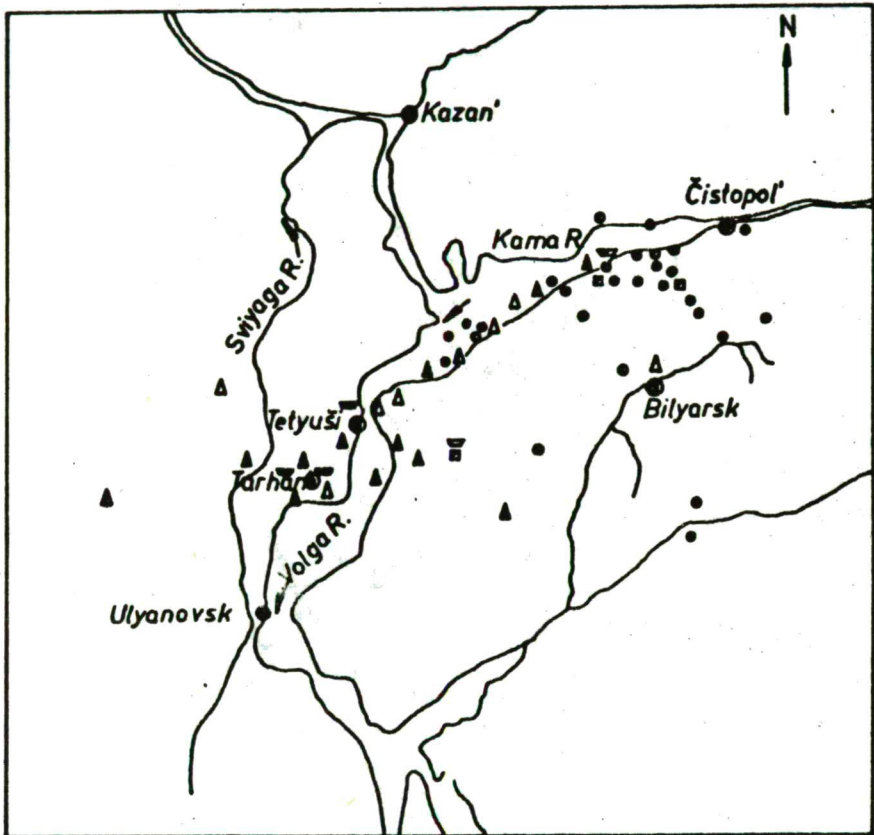 N
Kazan'
Čistopol'
Kama R.
Sviyaga R.
Tetyuši
Bilyarsk
Tarhan
Volga R.
Ulyanovsk